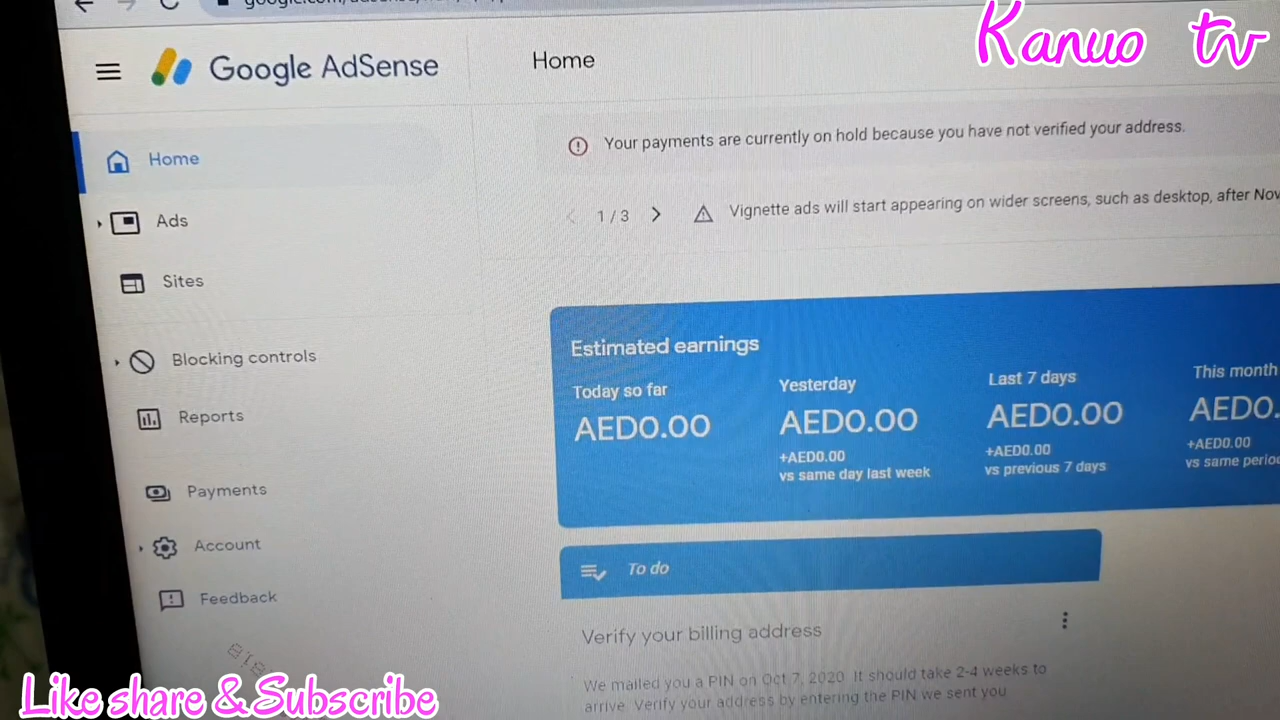 Kanuo tv
Google AdSense
Home
Home
Ads
Sites
Blocking controls
Reports
Payments
Account
Feedback
Your payments are currently on hold because you have not verified your address.
1 / 3
Vignette ads will start appearing on wider screens, such as desktop, after Nov
Estimated earnings
Today so far
AED0.00
Yesterday
AED0.00
+AED0.00
vs same day last week
Last 7 days
AED0.00
+AED0.00
vs previous 7 days
This month
AED0.
+AED0.00
vs same
To do
Verify your billing address
We mailed you a PIN on Oct 7, 2020. It should take 2-4 weeks to
arrive. Verify your address by entering the PIN we sent you
Like share & Subscribe